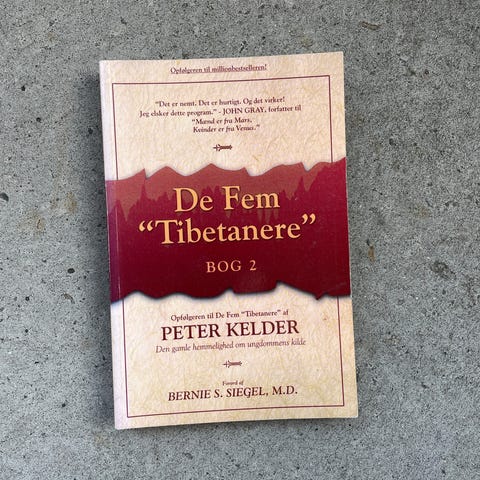 Opfølgeren til millionbestselleren!
"Det er nemt. Det er hurtigt. Og det virker!
Jeg elsker dette program." - JOHN GRAY, forfatter til
"Mænd er fra Mars,
Kvinder er fra Venus."
De Fem
"Tibetanere"
BOG 2
Opfølgeren til De Fem "Tibetanere" af
PETER KELDER
Den gamle hemmelighed om ungdommens kilde
Forord af
BERNIE S. SIEGEL, M.D.